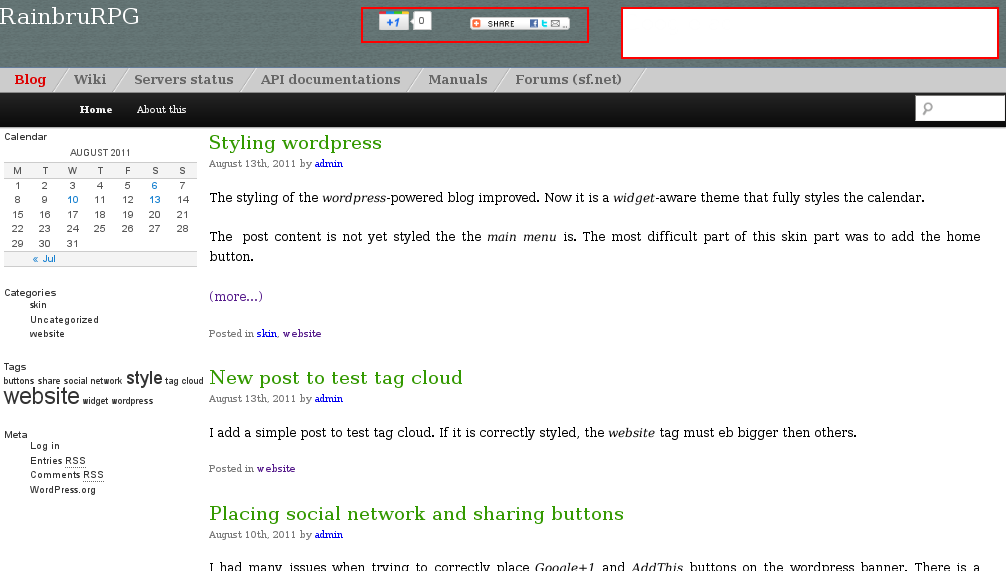 RainbruRPG
+1 0 SHARE ...
Blog Wiki Servers status API documentations Manuals Forums (sf.net)
Home About this
Calendar
AUGUST 2011
M T W T F S S
1 2 3 4 5 6 7
8 9 10 11 12 13 14
15 16 17 18 19 20 21
22 23 24 25 26 27 28
29 30 31
« Jul
Categories
skin
Uncategorized
website
Tags
buttons share social network style tag cloud
website widget wordpress
Meta
Log in
Entries RSS
Comments RSS
WordPress.org
Styling wordpress
August 13th, 2011 by admin
The styling of the wordpress-powered blog improved. Now it is a widget-aware theme that fully styles the calendar.
The post content is not yet styled the the main menu is. The most difficult part of this skin part was to add the home
button.
(more...)
Posted in skin, website
New post to test tag cloud
August 13th, 2011 by admin
I add a simple post to test tag cloud. If it is correctly styled, the website tag must eb bigger then others.
Posted in website
Placing social network and sharing buttons
August 10th, 2011 by admin
I had many issues when trying to correctly place Google+1 and AddThis buttons on the wordpress banner. There is a